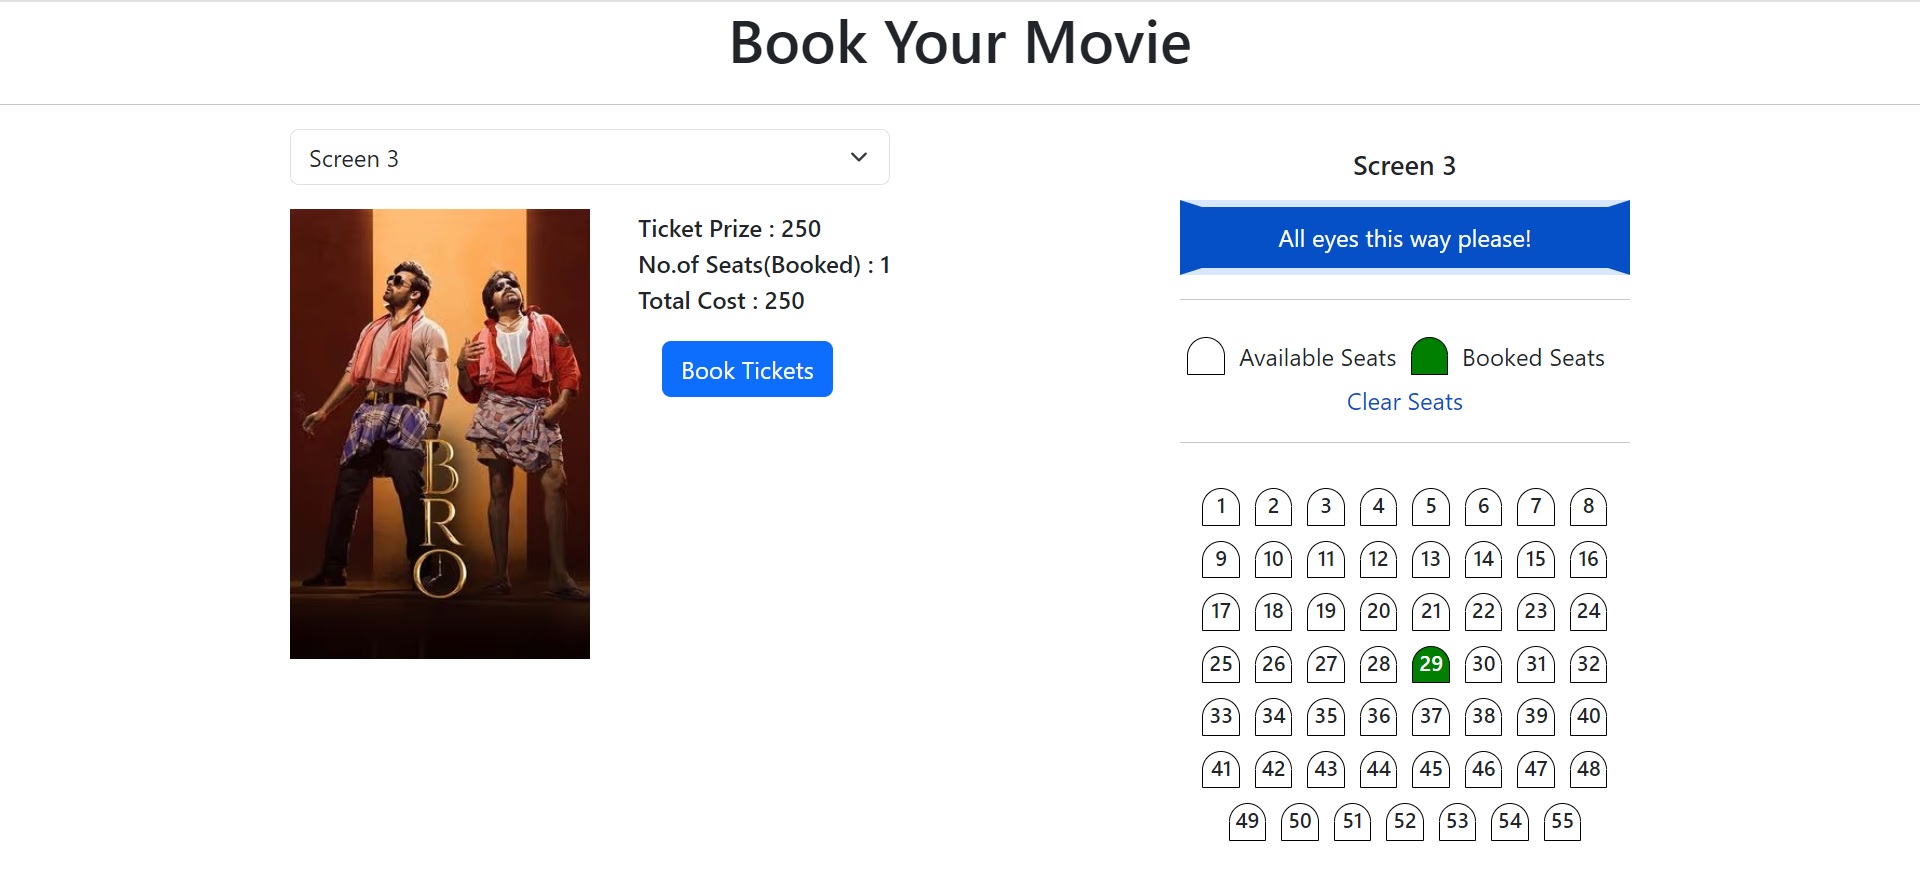 Book Your Movie
Screen 3
Ticket Prize : 250
No.of Seats(Booked) : 1
Total Cost : 250
Book Tickets
B
R
O
Screen 3
All eyes this way please!
Available Seats Booked Seats
Clear Seats
1 2 3 4 5 6 7 8
9 10 11 12 13 14 15 16
17 18 19 20 21 22 23 24
25 26 27 28 29 30 31 32
33 34 35 36 37 38 39 40
41 42 43 44 45 46 47 48
49 50 51 52 53 54 55